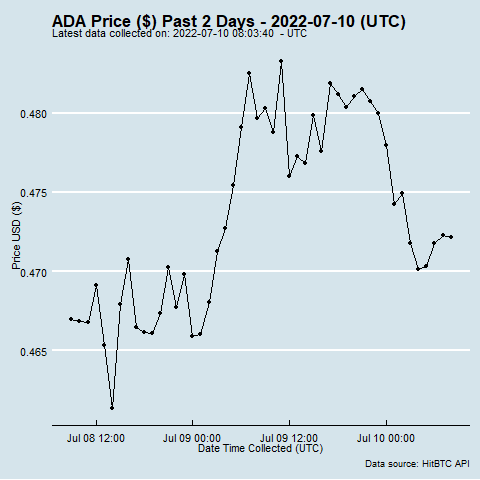 ADA Price ($) Past 2 Days - 2022-07-10 (UTC)
Latest data collected on: 2022-07-10 08:03:40 - UTC
0.480
0.475
0.470
0.465
Price USD ($)
Jul 08 12:00 Jul 09 00:00 Jul 09 12:00 Jul 10 00:00
Date Time Collected (UTC)
Data source: HitBTC API